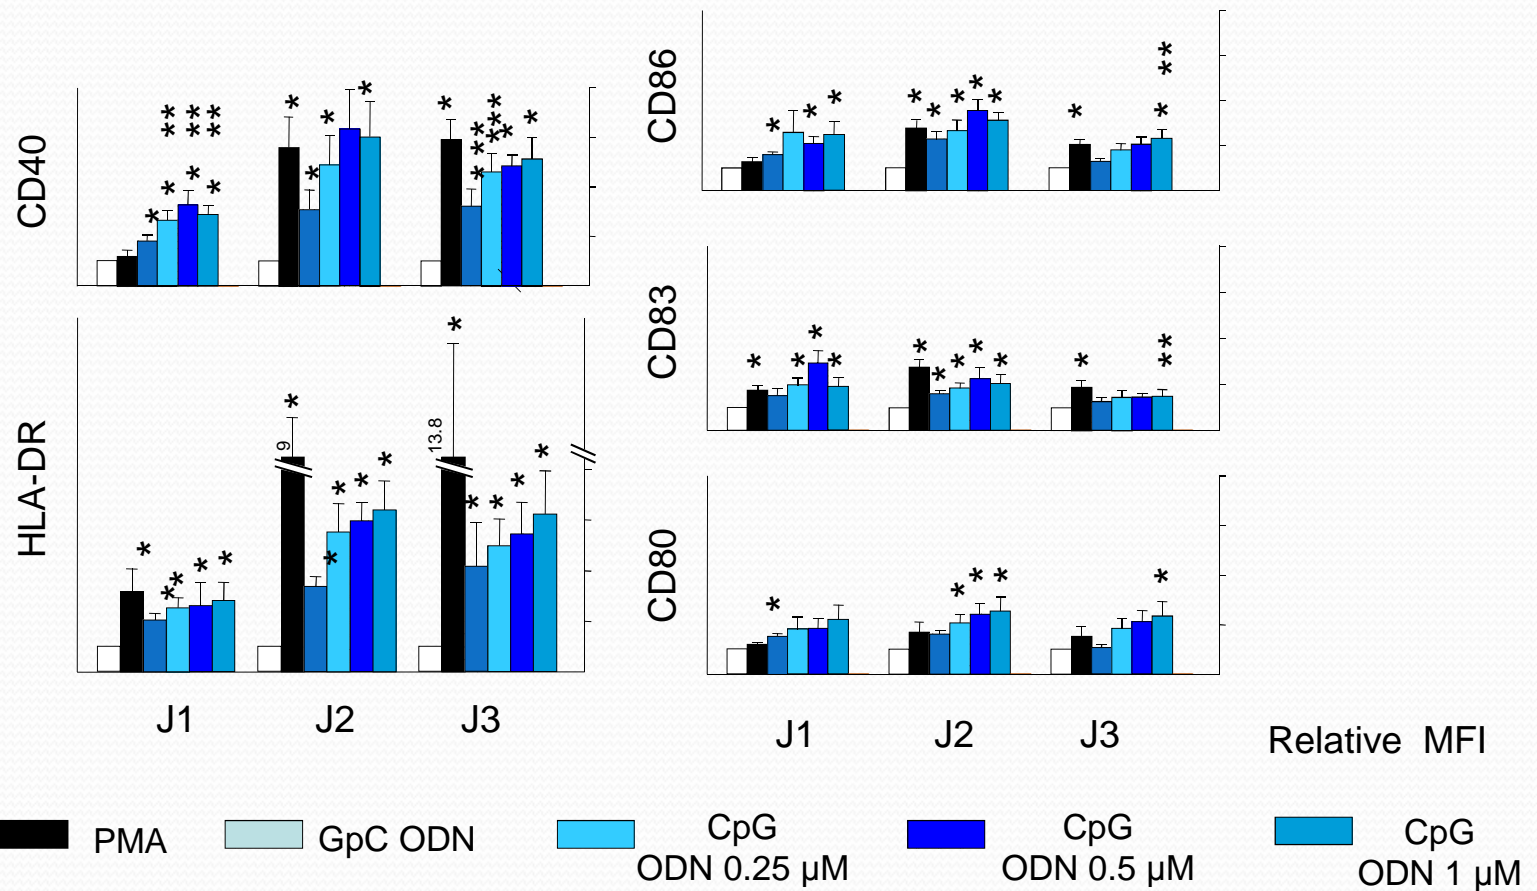 CD40
CD86
HLA-DR
9
13.8
CD83
CD80
J1
J2
J3
J1
J2
J3
Relative MFI
PMA
GpC ODN
CpG
ODN 0.25 µM
CpG
ODN 0.5 µM
CpG
ODN 1 µM